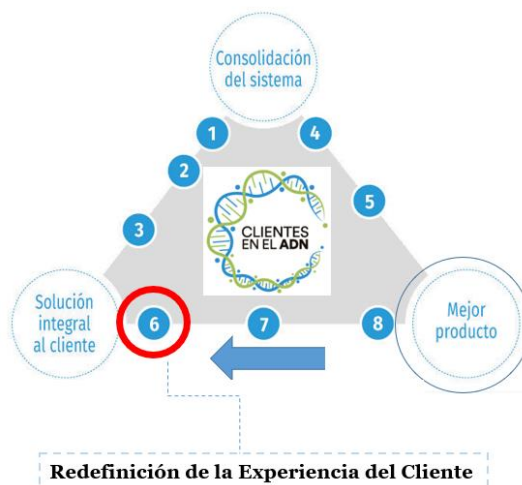 Consolidación
del sistema
1
4
2
5
3
CLIENTES
EN EL ADN
Solución
integral
al cliente
6
7
8
Mejor
producto
Redefinición de la Experiencia del Cliente